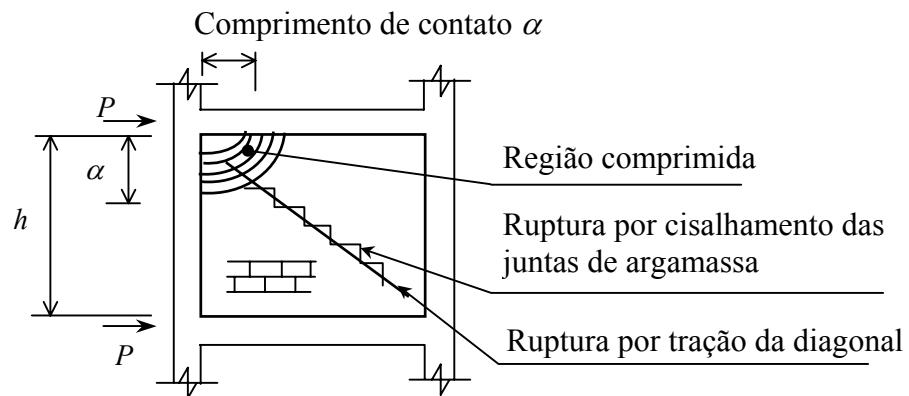 Comprimento de contato α
P
α
h
P
Região comprimida
Ruptura por cisalhamento das
juntas de argamassa
Ruptura por tração da diagonal